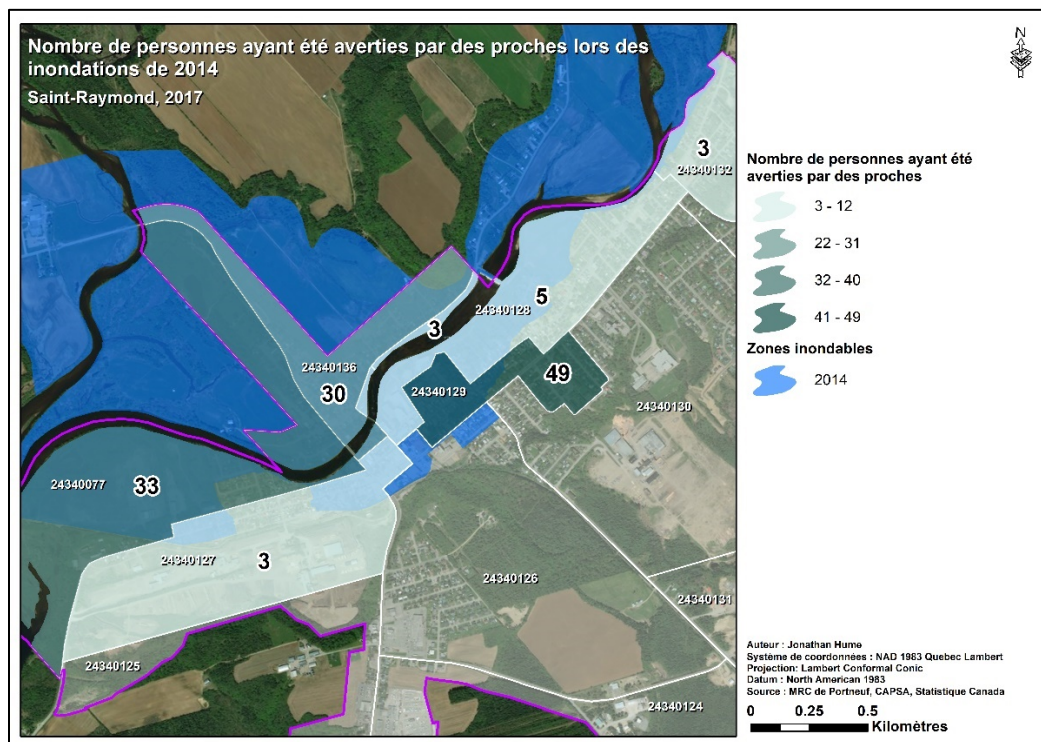 Nombre de personnes ayant été averties par des proches lors des
inondations de 2014
Saint-Raymond, 2017
N
3
24340132
5
24340128
3
24340136
30
24340129
49
24340130
24340077
33
24340127
3
24340126
24340131
24340125
24340124
Nombre de personnes ayant été
averties par des proches
3 - 12
22 - 31
32 - 40
41 - 49
Zones inondables
2014
Auteur : Jonathan Hume
Système de coordonnées : NAD 1983 Quebec Lambert
Projection: Lambert Conformal Conic
Datum : North American 1983
Source : MRC de Portneuf, CAPSA, Statistique Canada
0 0.25 0.5
Kilomètres